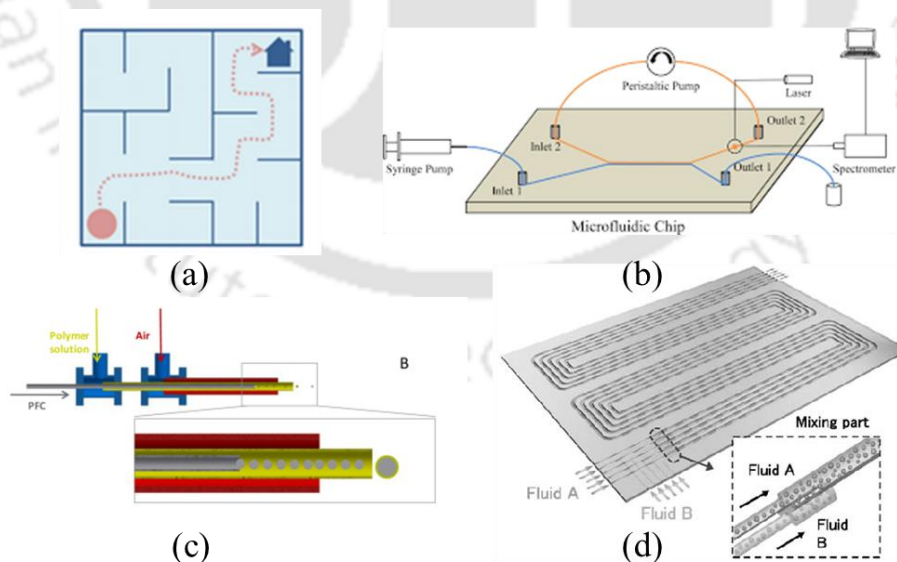 (a)
Peristaltic Pump
Laser
Outlet 2
Inlet 2
Syringe Pump
Inlet 1
Outlet 1
Spectrometer
Microfluidic Chip
(b)
Polymer
solution
Air
B
PFC
(c)
Mixing part
Fluid A
Fluid A
Fluid B
Fluid
B
(d)